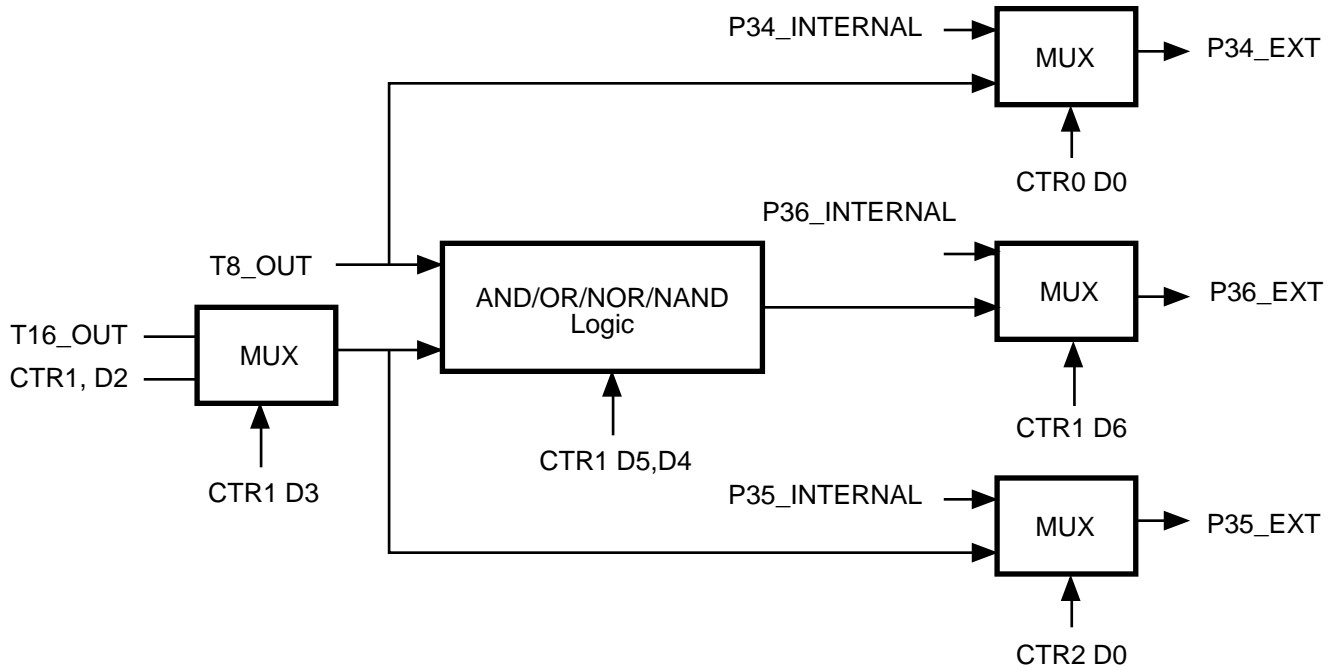 P34_INTERNAL
MUX
P34_EXT
CTR0 D0
P36_INTERNAL
T8_OUT
AND/OR/NOR/NAND
Logic
MUX
P36_EXT
T16_OUT
MUX
CTR1, D2
CTR1 D6
CTR1 D5,D4
CTR1 D3
P35_INTERNAL
MUX
P35_EXT
CTR2 D0